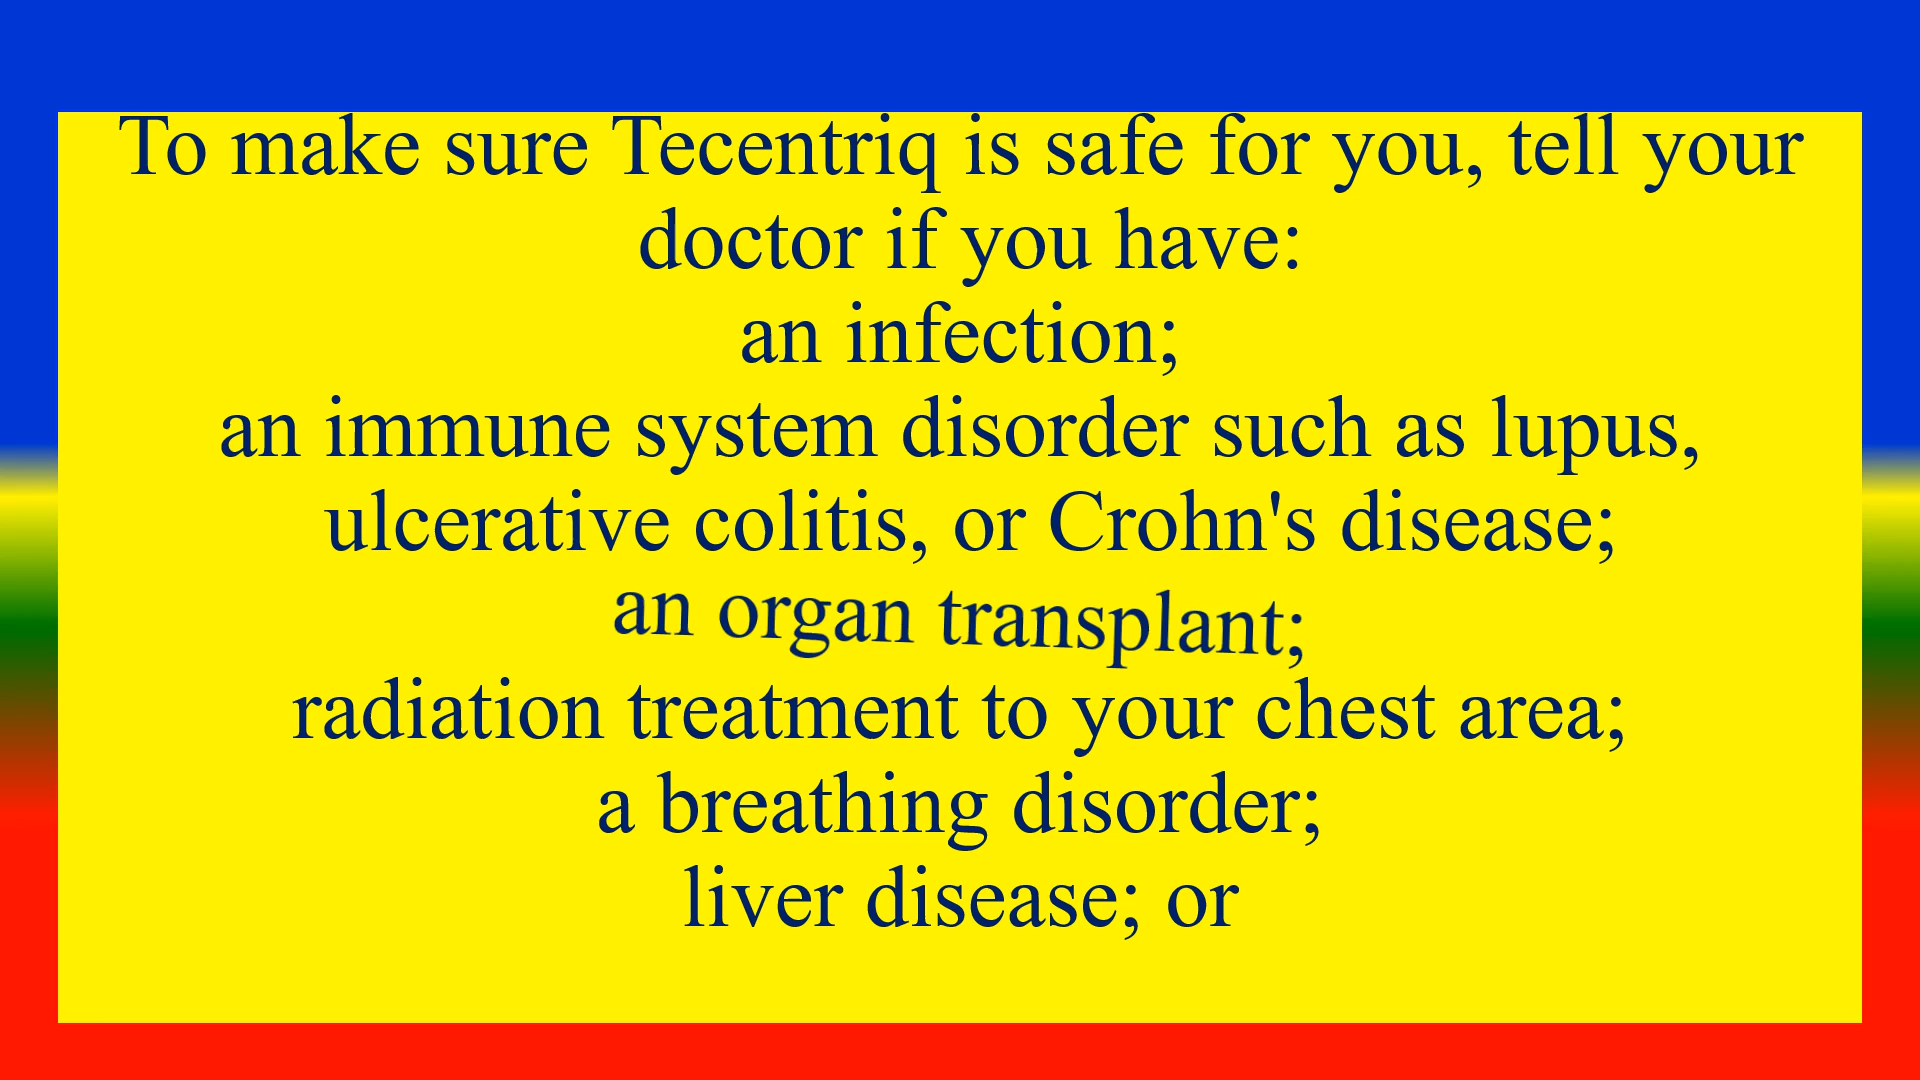 To make sure Tecentriq is safe for you, tell your
doctor if you have:
an infection;
an immune system disorder such as lupus,
ulcerative colitis, or Crohn's disease;
an organ transplant;
radiation treatment to your chest area;
a breathing disorder;
liver disease; or